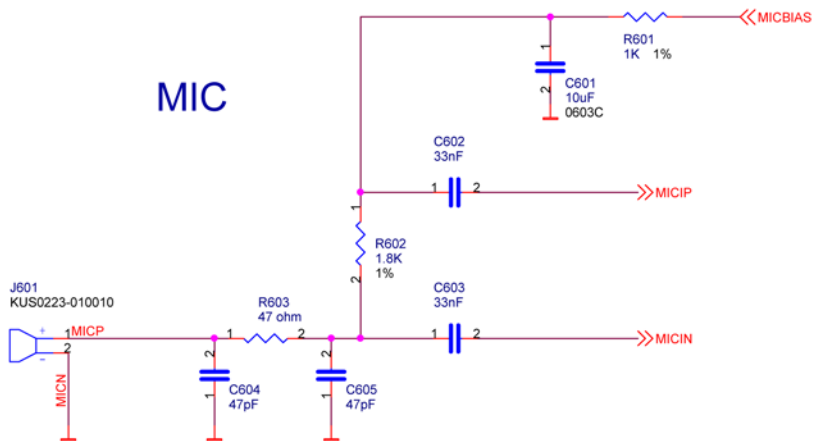 MICBIAS
R601
1K 1%
1
2
C601
10uF
0603C
MIC
C602
33nF
1
2
MICIP
1
R602
1.8K
1%
2
J601
KUS0223-010010
+
1
MICP
2
-
MICN
R603
47 ohm
1
2
C603
33nF
1
2
MICIN
2
C604
47pF
1
2
C605
47pF
1